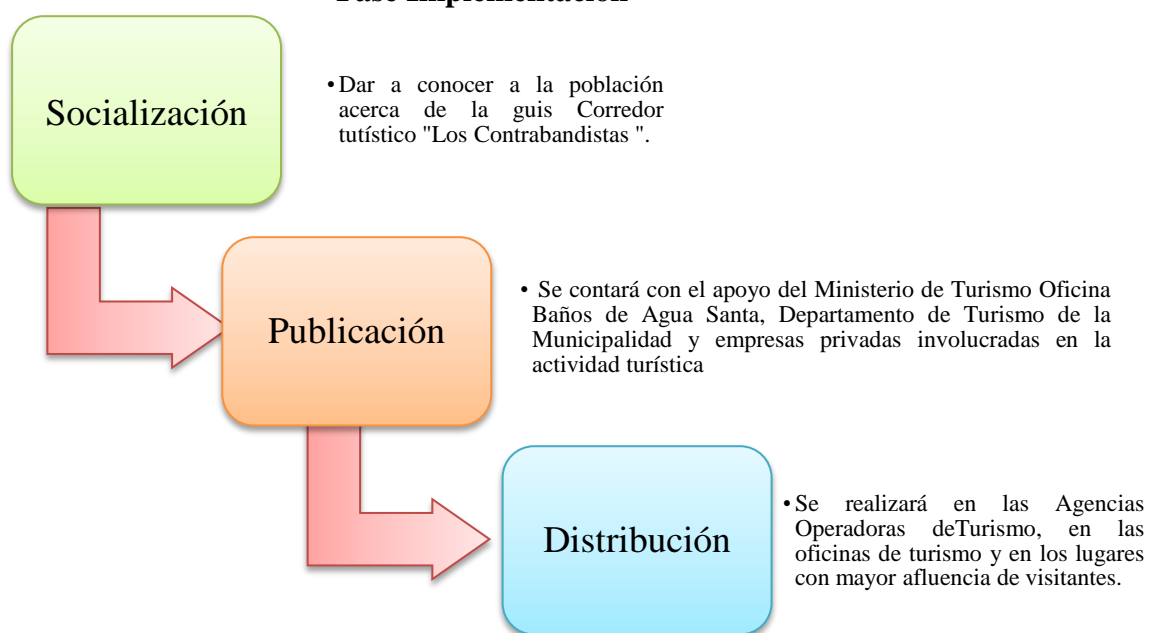 Fase Implementación
Socialización
• Dar a conocer a la población
acerca de la guis Corredor
tutístico "Los Contrabandistas ".
Publicación
• Se contará con el apoyo del Ministerio de Turismo Oficina
Baños de Agua Santa, Departamento de Turismo de la
Municipalidad y empresas privadas involucradas en la
actividad turística
Distribución
• Se realizará en las Agencias
Operadoras deTurismo, en las
oficinas de turismo y en los lugares
con mayor afluencia de visitantes.